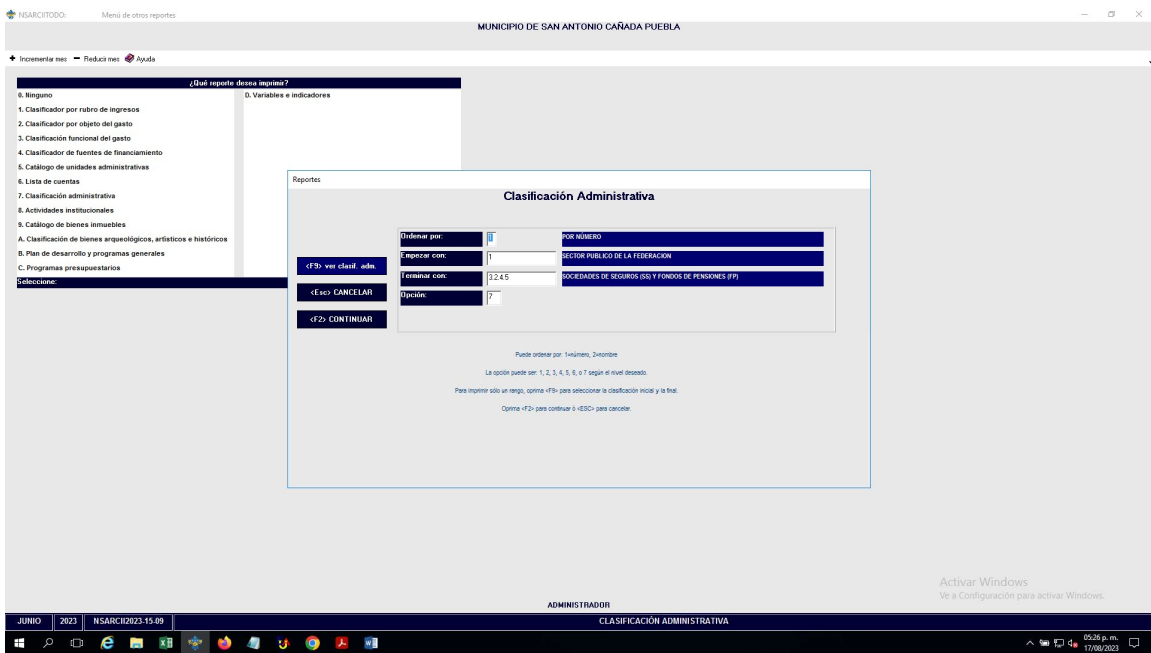 NSARCIITODO: Menú de otros reportes
MUNICIPIO DE SAN ANTONIO CAÑADA PUEBLA
Incrementar mes Reducir mes Ayuda
¿Qué reporte desea imprimir?
0. Ninguno
1. Clasificador por rubro de ingresos
2. Clasificador por objeto del gasto
3. Clasificación funcional del gasto
4. Clasificador de fuentes de financiamiento
5. Catálogo de unidades administrativas
6. Lista de cuentas
7. Clasificación administrativa
8. Actividades institucionales
9. Catálogo de bienes inmuebles
A. Clasificación de bienes arqueológicos, artísticos e históricos
B. Plan de desarrollo y programas generales
C. Programas presupuestarios
D. Variables e indicadores
Seleccione:
Reportes
Clasificación Administrativa
<F9> ver clasif. adm.
<Esc> CANCELAR
<F2> CONTINUAR
Ordenar por: 1 POR NÚMERO
Empezar con: 1 SECTOR PUBLICO DE LA FEDERACION
Terminar con: 3.2.4.5 SOCIEDADES DE SEGUROS (SS) Y FONDOS DE PENSIONES (FP)
Opción: 7
Puede ordenar por: 1=número, 2=nombre
La opción puede ser: 1, 2, 3, 4, 5, 6, o 7 según el nivel deseado.
Para imprimir sólo un rango, oprima <F9> para seleccionar la clasificación inicial y la final.
Oprima <F2> para continuar ó <ESC> para cancelar.
Activar Windows
Ve a Configuración para activar Windows.
ADMINISTRADOR
JUNIO 2023 NSARCII2023-15-09 CLASIFICACIÓN ADMINISTRATIVA
05:26 p. m.
17/08/2023